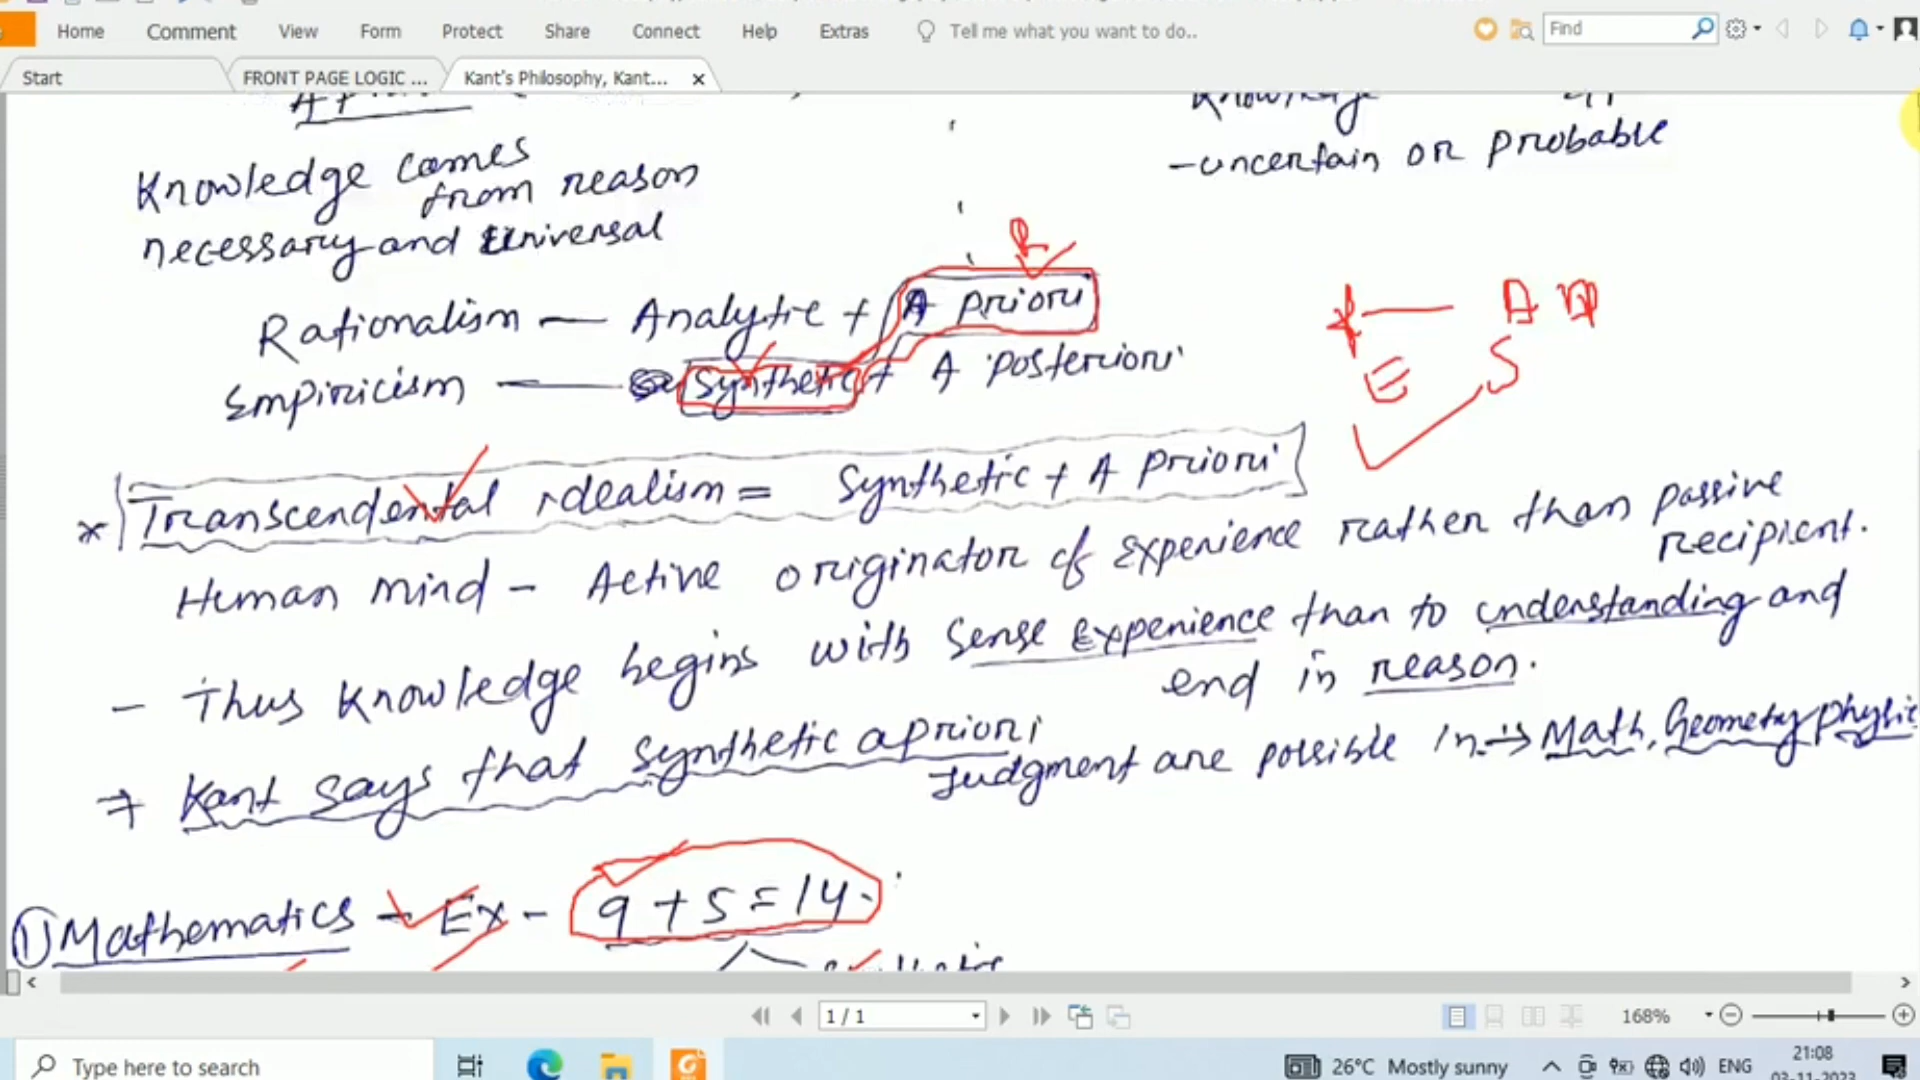 Home Comment View Form Protect Share Connect Help Extras Tell me what you want to do.. Find
Start FRONT PAGE LOGIC ... Kant's Philosophy, Kant... ×
Knowledge
- uncertain or probable
Knowledge comes
from reason
necessary and universal
R
Rationalism — Analytic + A priori
Empiricism — Synthetic + A posteriori
R — A
E S
* Transcendental idealism = Synthetic + A priori
Human mind - Active originator of experience rather than passive
recipient.
- Thus knowledge begins with sense experience than to understanding and
end in reason.
⇒ Kant says that synthetic apriori
Judgment are possible in → Math, Geometry physic
① Mathematics - Ex - 9 + 5 = 14.
1 / 1 168%
Type here to search 26°C Mostly sunny ENG 21:08
03-11-2023